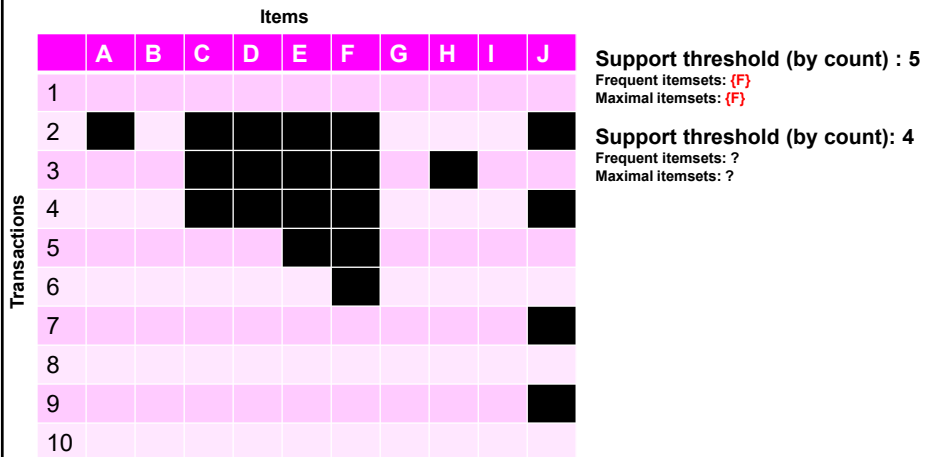 Items
A B C D E F G H I J
1
2
3
4
5
6
7
8
9
10
Transactions
Support threshold (by count) : 5
Frequent itemsets: {F}
Maximal itemsets: {F}
Support threshold (by count): 4
Frequent itemsets: ?
Maximal itemsets: ?